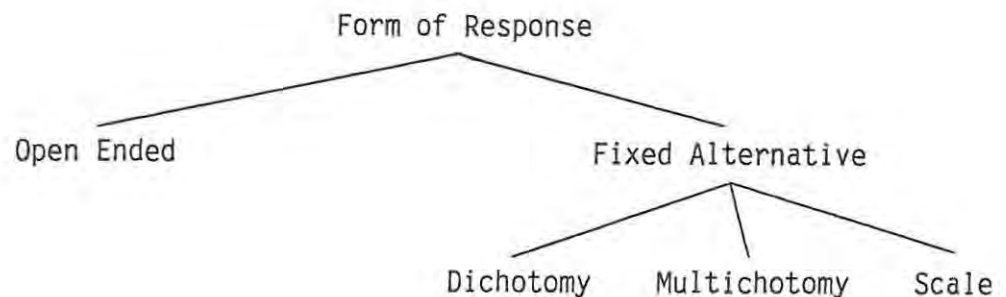 Form of Response
Open Ended
Fixed Alternative
Dichotomy Multichotomy Scale